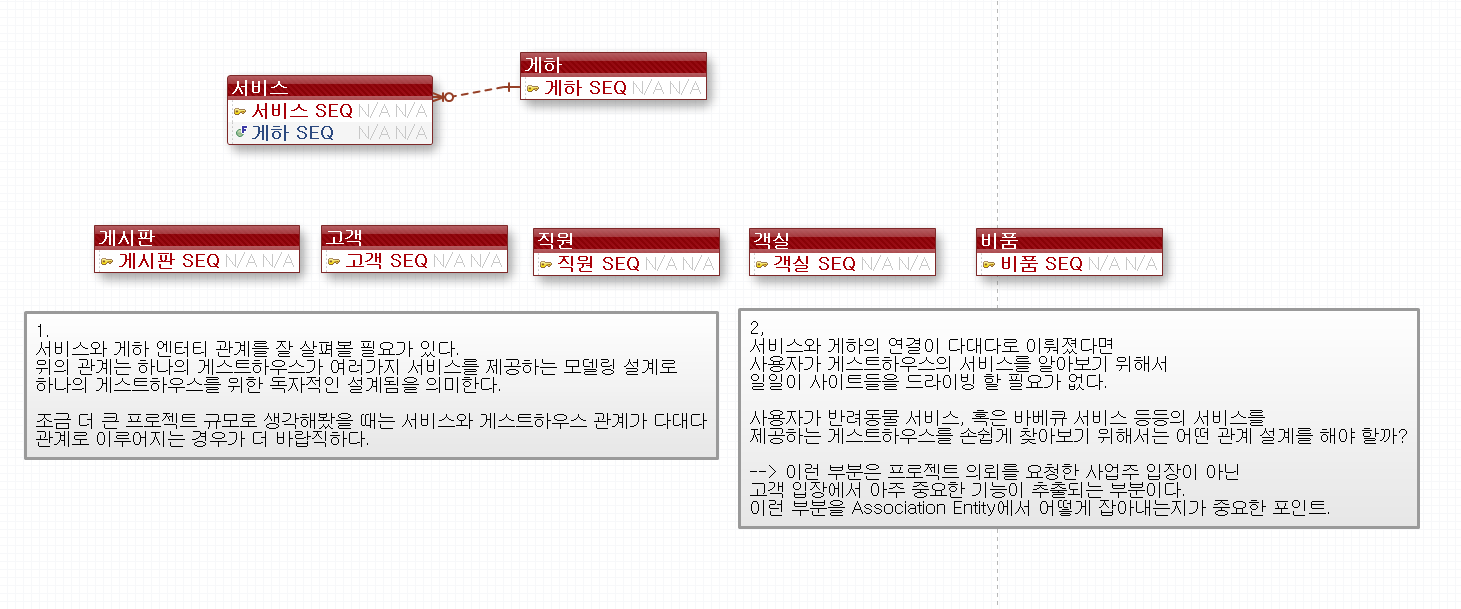 게하
게하 SEQ N/A N/A
서비스
서비스 SEQ N/A N/A
게하 SEQ N/A N/A
게시판
게시판 SEQ N/A N/A
고객
고객 SEQ N/A N/A
직원
직원 SEQ N/A N/A
객실
객실 SEQ N/A N/A
비품
비품 SEQ N/A N/A
1.
서비스와 게하 엔터티 관계를 잘 살펴볼 필요가 있다.
위의 관계는 하나의 게스트하우스가 여러가지 서비스를 제공하는 모델링 설계로
하나의 게스트하우스를 위한 독자적인 설계됨을 의미한다.
조금 더 큰 프로젝트 규모로 생각해봤을 때는 서비스와 게스트하우스 관계가 다대다
관계로 이루어지는 경우가 더 바랍직하다.
2,
서비스와 게하의 연결이 다대다로 이뤄졌다면
사용자가 게스트하우스의 서비스를 알아보기 위해서
일일이 사이트들을 드라이빙 할 필요가 없다.
사용자가 반려동물 서비스, 혹은 바베큐 서비스 등등의 서비스를
제공하는 게스트하우스를 손쉽게 찾아보기 위해서는 어떤 관계 설계를 해야 할까?
--> 이런 부분은 프로젝트 의뢰를 요청한 사업주 입장이 아닌
고객 입장에서 아주 중요한 기능이 추출되는 부분이다.
이런 부분을 Association Entity에서 어떻게 잡아내는지가 중요한 포인트.